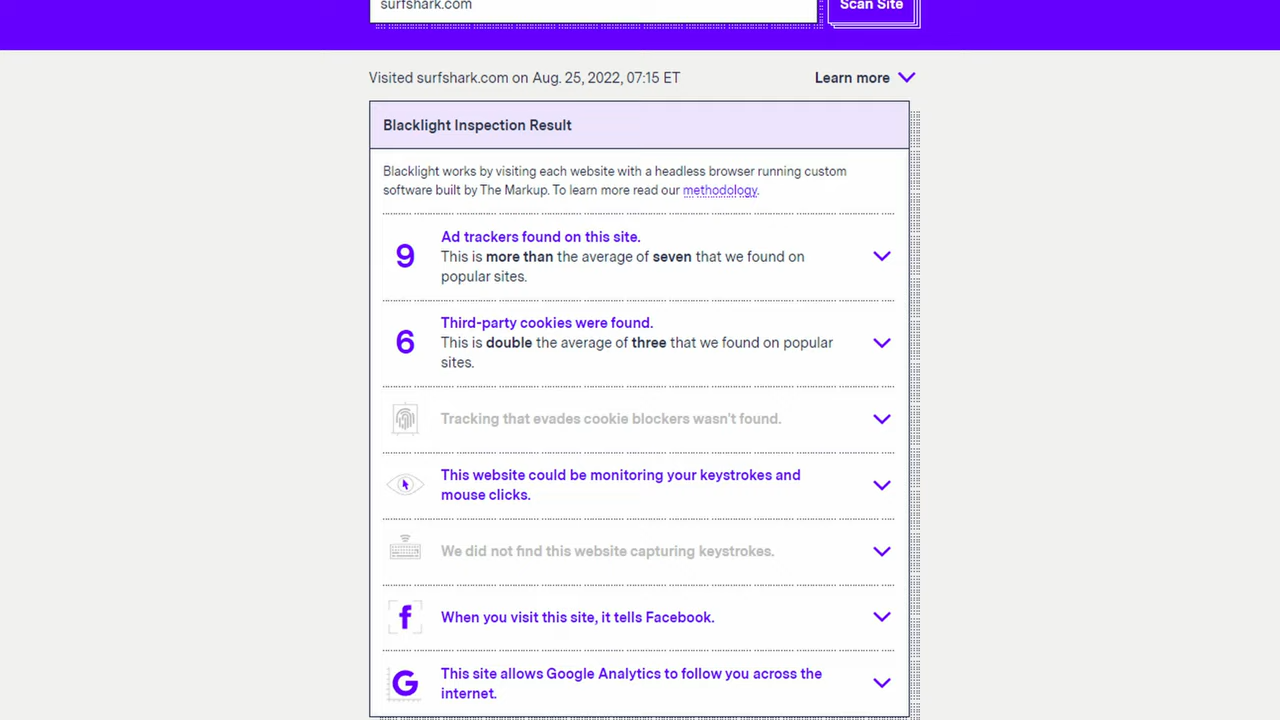 surfshark.com
Scan Site
Visited surfshark.com on Aug. 25, 2022, 07:15 ET
Learn more
Blacklight Inspection Result
Blacklight works by visiting each website with a headless browser running custom
software built by The Markup. To learn more read our methodology.
9
Ad trackers found on this site.
This is more than the average of seven that we found on
popular sites.
6
Third-party cookies were found.
This is double the average of three that we found on popular
sites.
Tracking that evades cookie blockers wasn't found.
This website could be monitoring your keystrokes and
mouse clicks.
We did not find this website capturing keystrokes.
f
When you visit this site, it tells Facebook.
G
This site allows Google Analytics to follow you across the
internet.